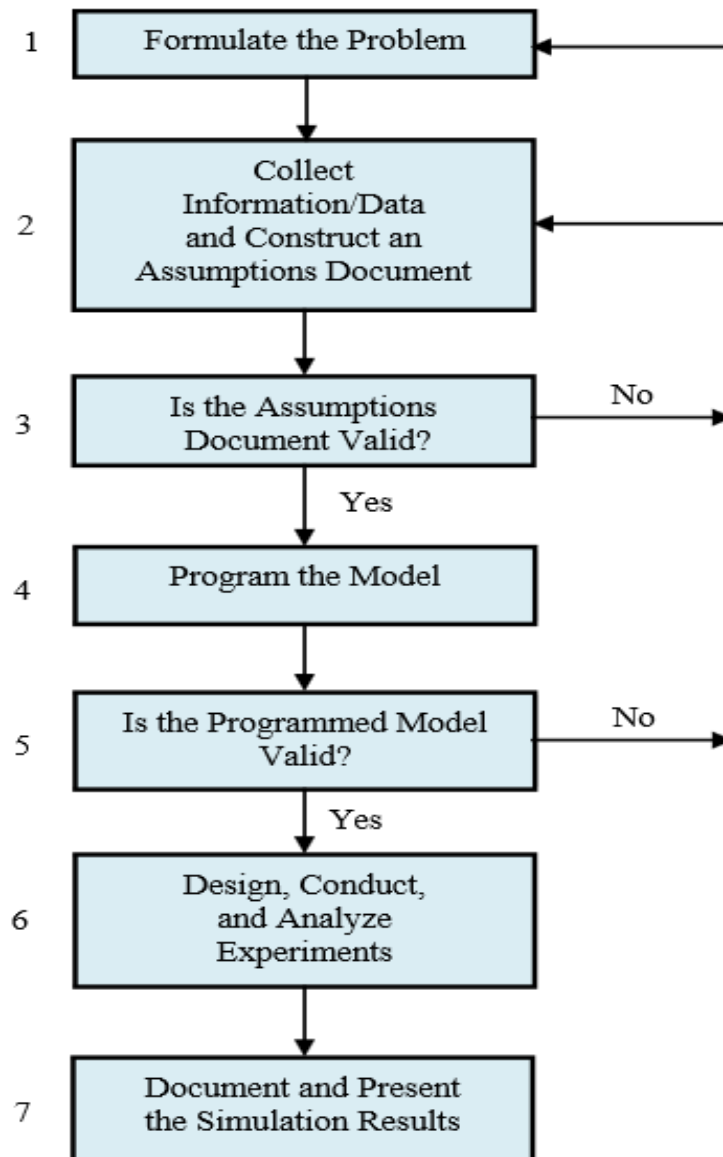 1
Formulate the Problem
2
Collect
Information/Data
and Construct an
Assumptions Document
3
Is the Assumptions
Document Valid?
No
Yes
4
Program the Model
5
Is the Programmed Model
Valid?
No
Yes
6
Design, Conduct,
and Analyze
Experiments
7
Document and Present
the Simulation Results